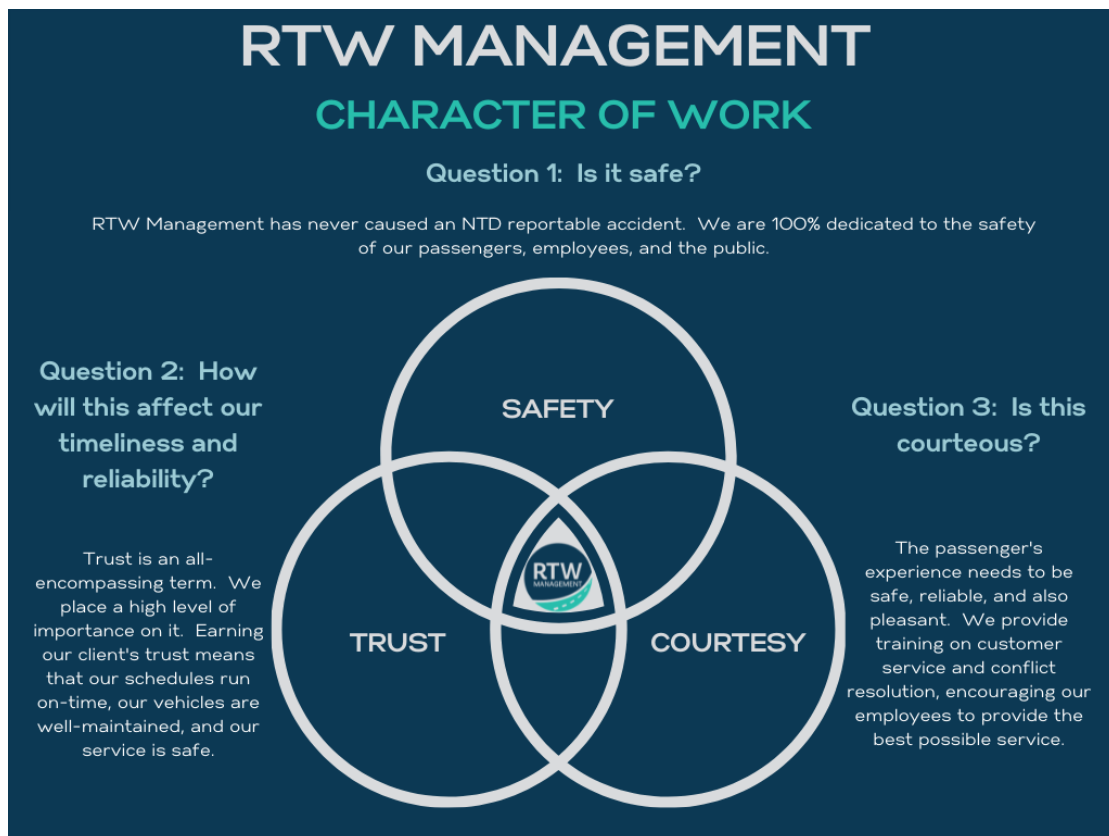 RTW MANAGEMENT
CHARACTER OF WORK
Question 1:  Is it safe?
RTW Management has never caused an NTD reportable accident.  We are 100% dedicated to the safety
of our passengers, employees, and the public.
SAFETY
Question 2:  How
will this affect our
timeliness and
reliability?
Trust is an all-
encompassing term.  We
place a high level of
importance on it.  Earning
our client's trust means
that our schedules run
on-time, our vehicles are
well-maintained, and our
service is safe.
TRUST
RTW
MANAGEMENT
COURTESY
Question 3:  Is this
courteous?
The passenger's
experience needs to be
safe, reliable, and also
pleasant.  We provide
training on customer
service and conflict
resolution, encouraging our
employees to provide the
best possible service.